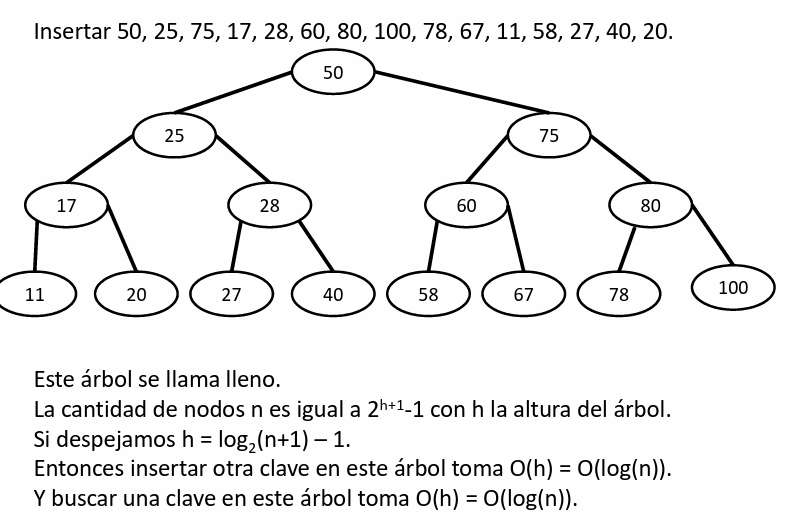 Insertar 50, 25, 75, 17, 28, 60, 80, 100, 78, 67, 11, 58, 27, 40, 20.
50
25 75
17 28 60 80
11 20 27 40 58 67 78 100
Este árbol se llama lleno.
La cantidad de nodos n es igual a 2^{h+1}-1 con h la altura del árbol.
Si despejamos h = log₂(n+1) – 1.
Entonces insertar otra clave en este árbol toma O(h) = O(log(n)).
Y buscar una clave en este árbol toma O(h) = O(log(n)).